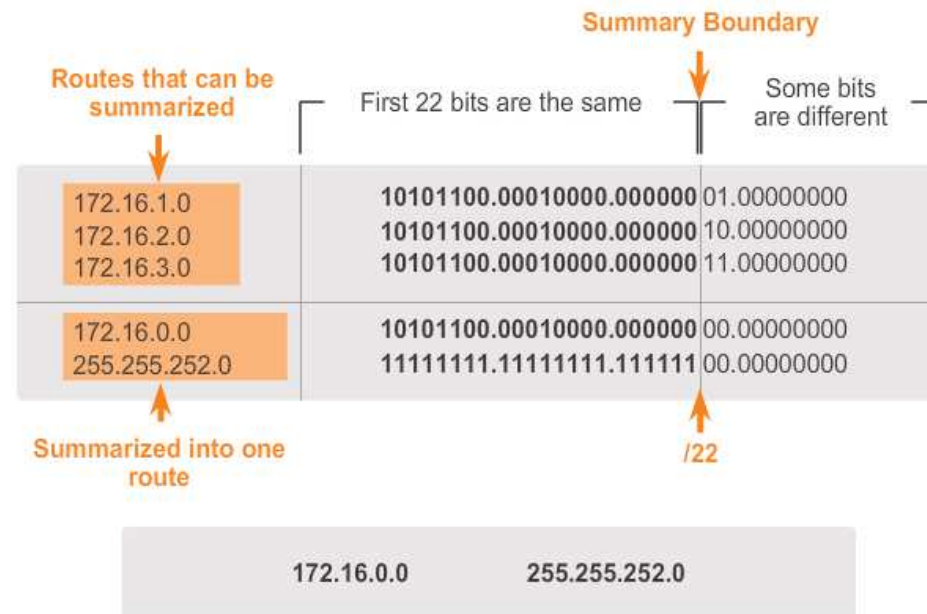 Summary Boundary
Routes that can be
summarized
First 22 bits are the same
Some bits
are different
172.16.1.0 10101100.00010000.000000 01.00000000
172.16.2.0 10101100.00010000.000000 10.00000000
172.16.3.0 10101100.00010000.000000 11.00000000
172.16.0.0 10101100.00010000.000000 00.00000000
255.255.252.0 11111111.11111111.111111 00.00000000
Summarized into one
route
/22
172.16.0.0 255.255.252.0